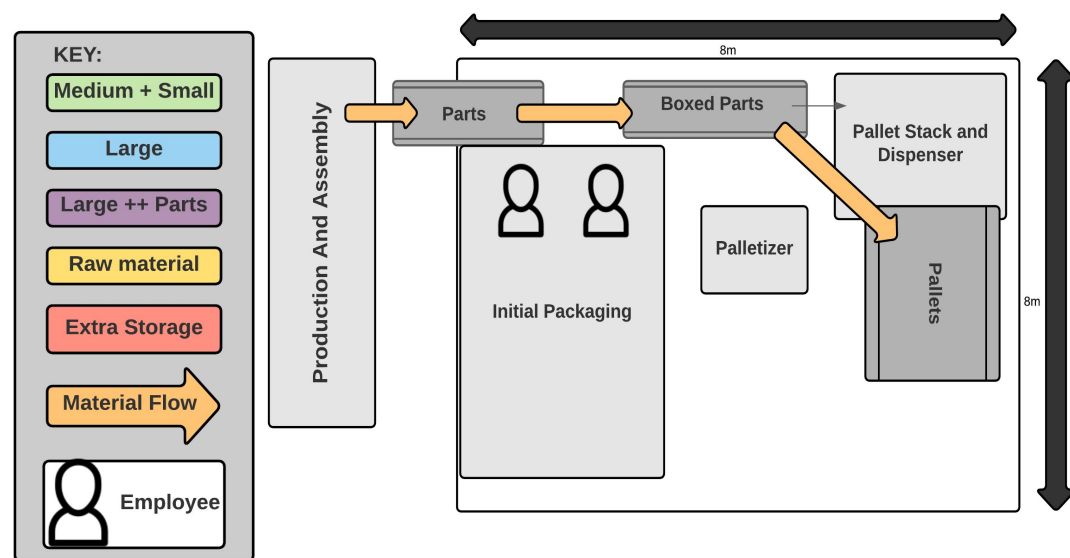 KEY:
Medium + Small
Large
Large ++ Parts
Raw material
Extra Storage
Material Flow
Employee
Production And Assembly
8m
Parts
Boxed Parts
Pallet Stack and
Dispenser
Palletizer
Initial Packaging
Pallets
8m